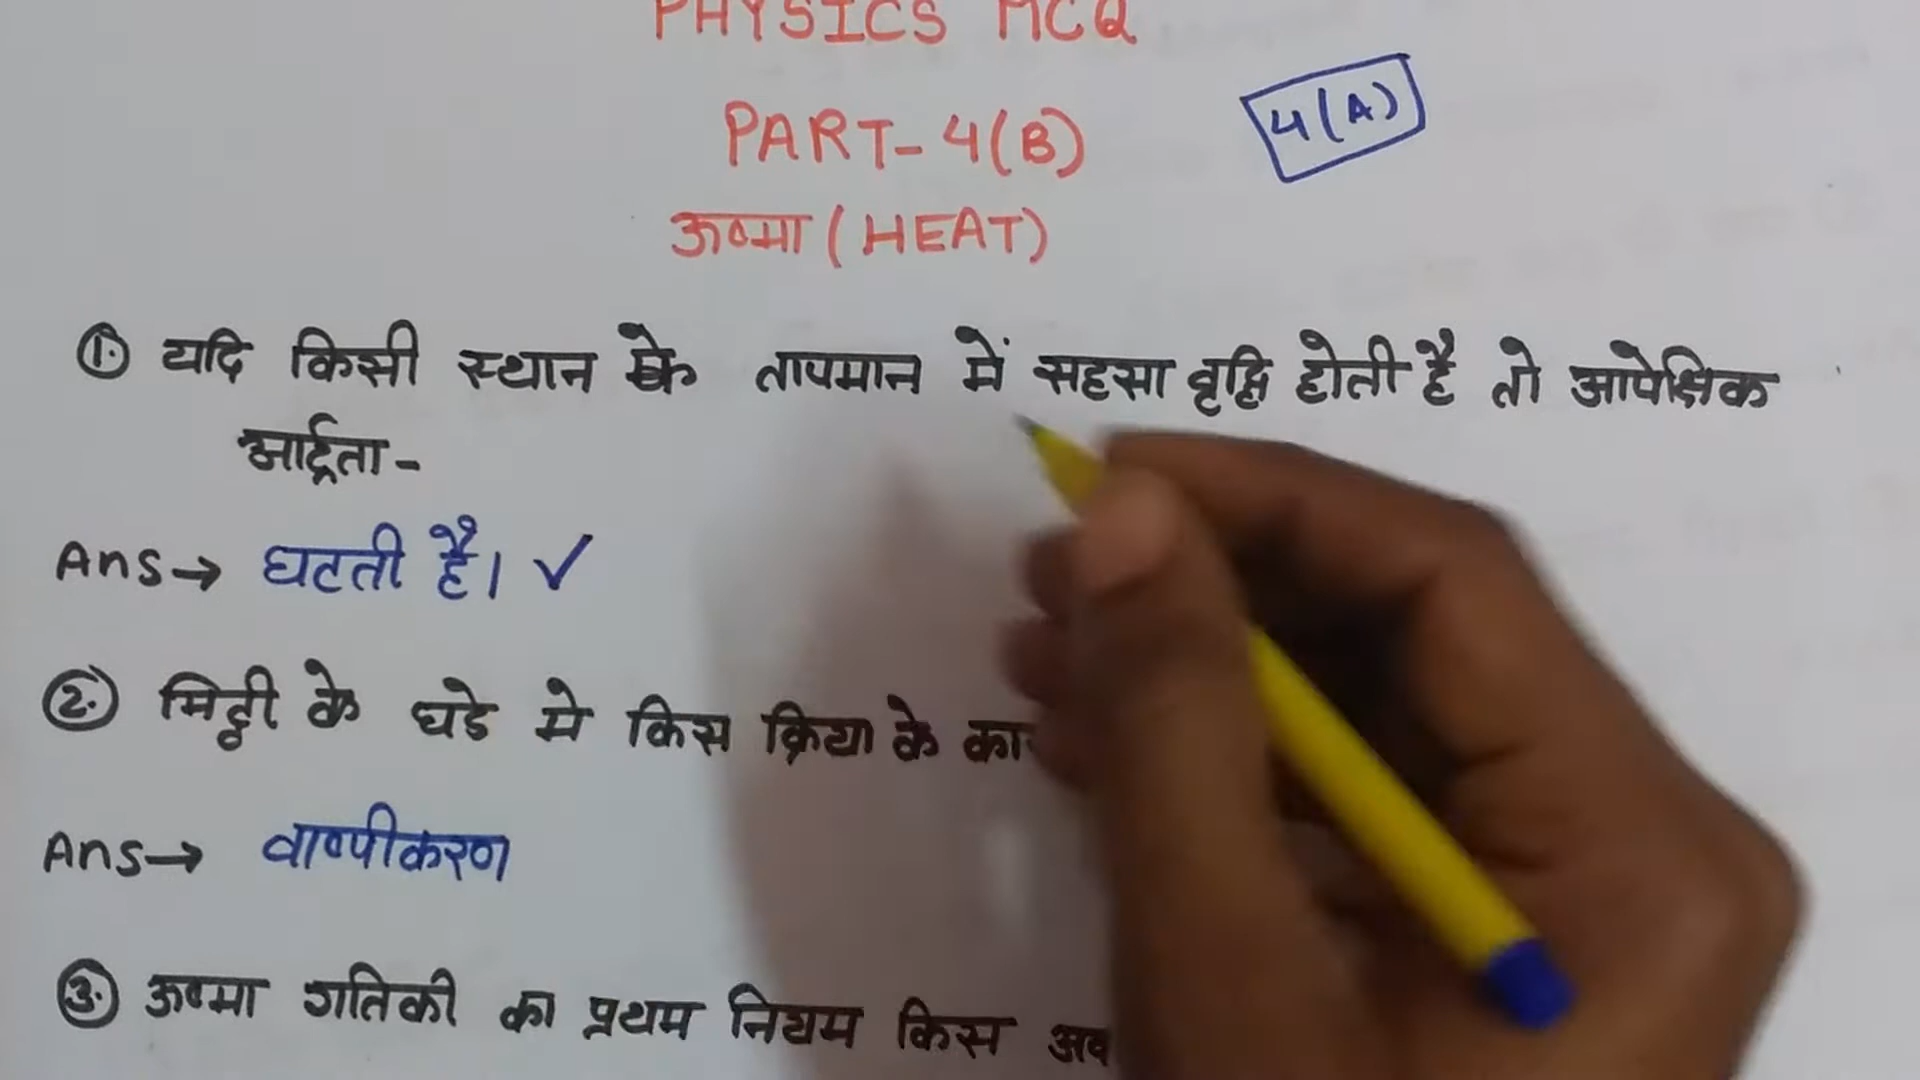 PHYSICS MCQ
PART-4(B)
4(A)
ऊष्मा (HEAT)
1. यदि किसी स्थान के तापमान में सहसा वृद्धि होती है तो आपेक्षिक
आर्द्रता-
Ans→ घटती है। ✓
2. मिट्टी के घडे मे किस क्रिया के
Ans→ वाष्पीकरण
3. ऊष्मा गतिकी का प्रथम नियम किस